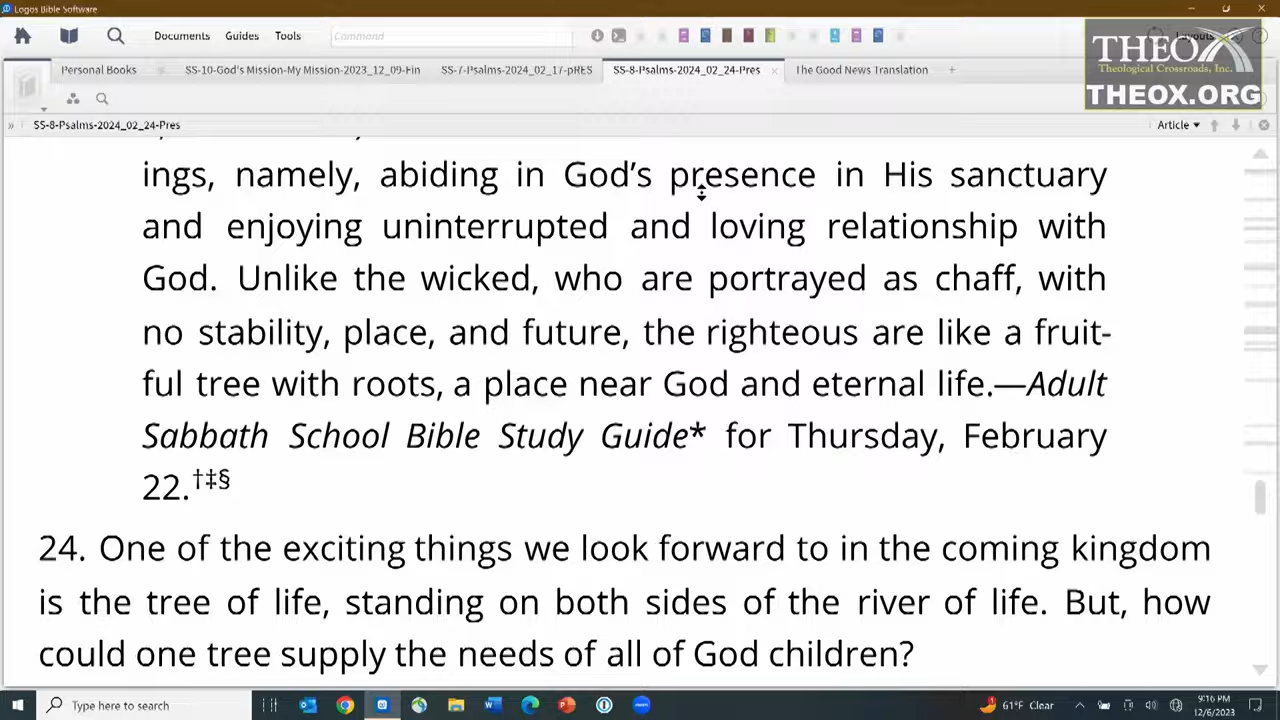 Logos Bible Software
Documents Guides Tools Command
THEOX
Theological Crossroads, Inc.
THEOX.ORG
Personal Books SS-10-God's Mission-My Mission-2023_12_09-Fin 024_02_17-pRES SS-8-Psalms-2024_02_24-Pres The Good News Translation
SS-8-Psalms-2024_02_24-Pres Article
ings, namely, abiding in God's presence in His sanctuary
and enjoying uninterrupted and loving relationship with
God. Unlike the wicked, who are portrayed as chaff, with
no stability, place, and future, the righteous are like a fruit-
ful tree with roots, a place near God and eternal life.—Adult
Sabbath School Bible Study Guide* for Thursday, February
22.†‡§
24. One of the exciting things we look forward to in the coming kingdom
is the tree of life, standing on both sides of the river of life. But, how
could one tree supply the needs of all of God children?
Type here to search 61°F Clear 9:16 PM
12/6/2023